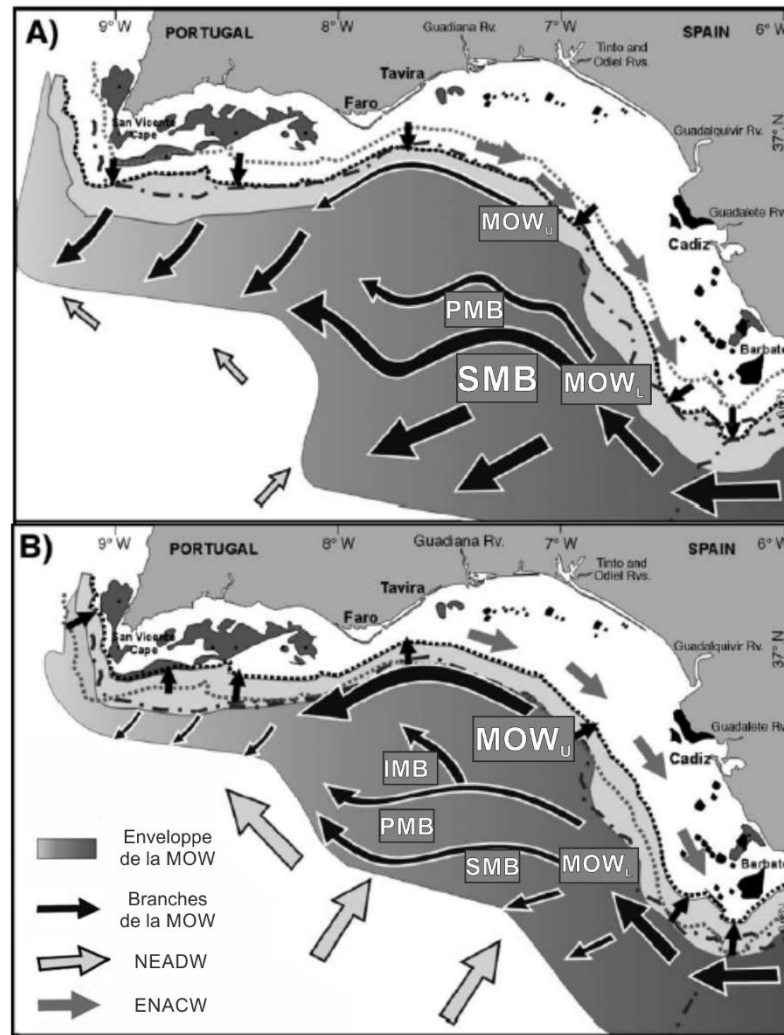 A)
9° W
PORTUGAL
8° W
Guadiana Rv.
7° W
Tinto and
Odiel Rvs.
SPAIN
6° W
Tavira
Faro
San Vicente
Cape
37° N
Guadalquivir Rv
Guadalete Rv
Cadiz
Barbate
MOWU
PMB
SMB
MOWL
B)
9° W
PORTUGAL
8° W
Guadiana Rv.
7° W
Tinto and
Odiel Rvs.
SPAIN
6° W
Tavira
Faro
San Vicente
Cape
37° N
Guadalquivir Rv
Guadalete Rv
Cadiz
Barbate
MOWU
IMB
PMB
SMB
MOWL
Enveloppe
de la MOW
Branches
de la MOW
NEADW
ENACW